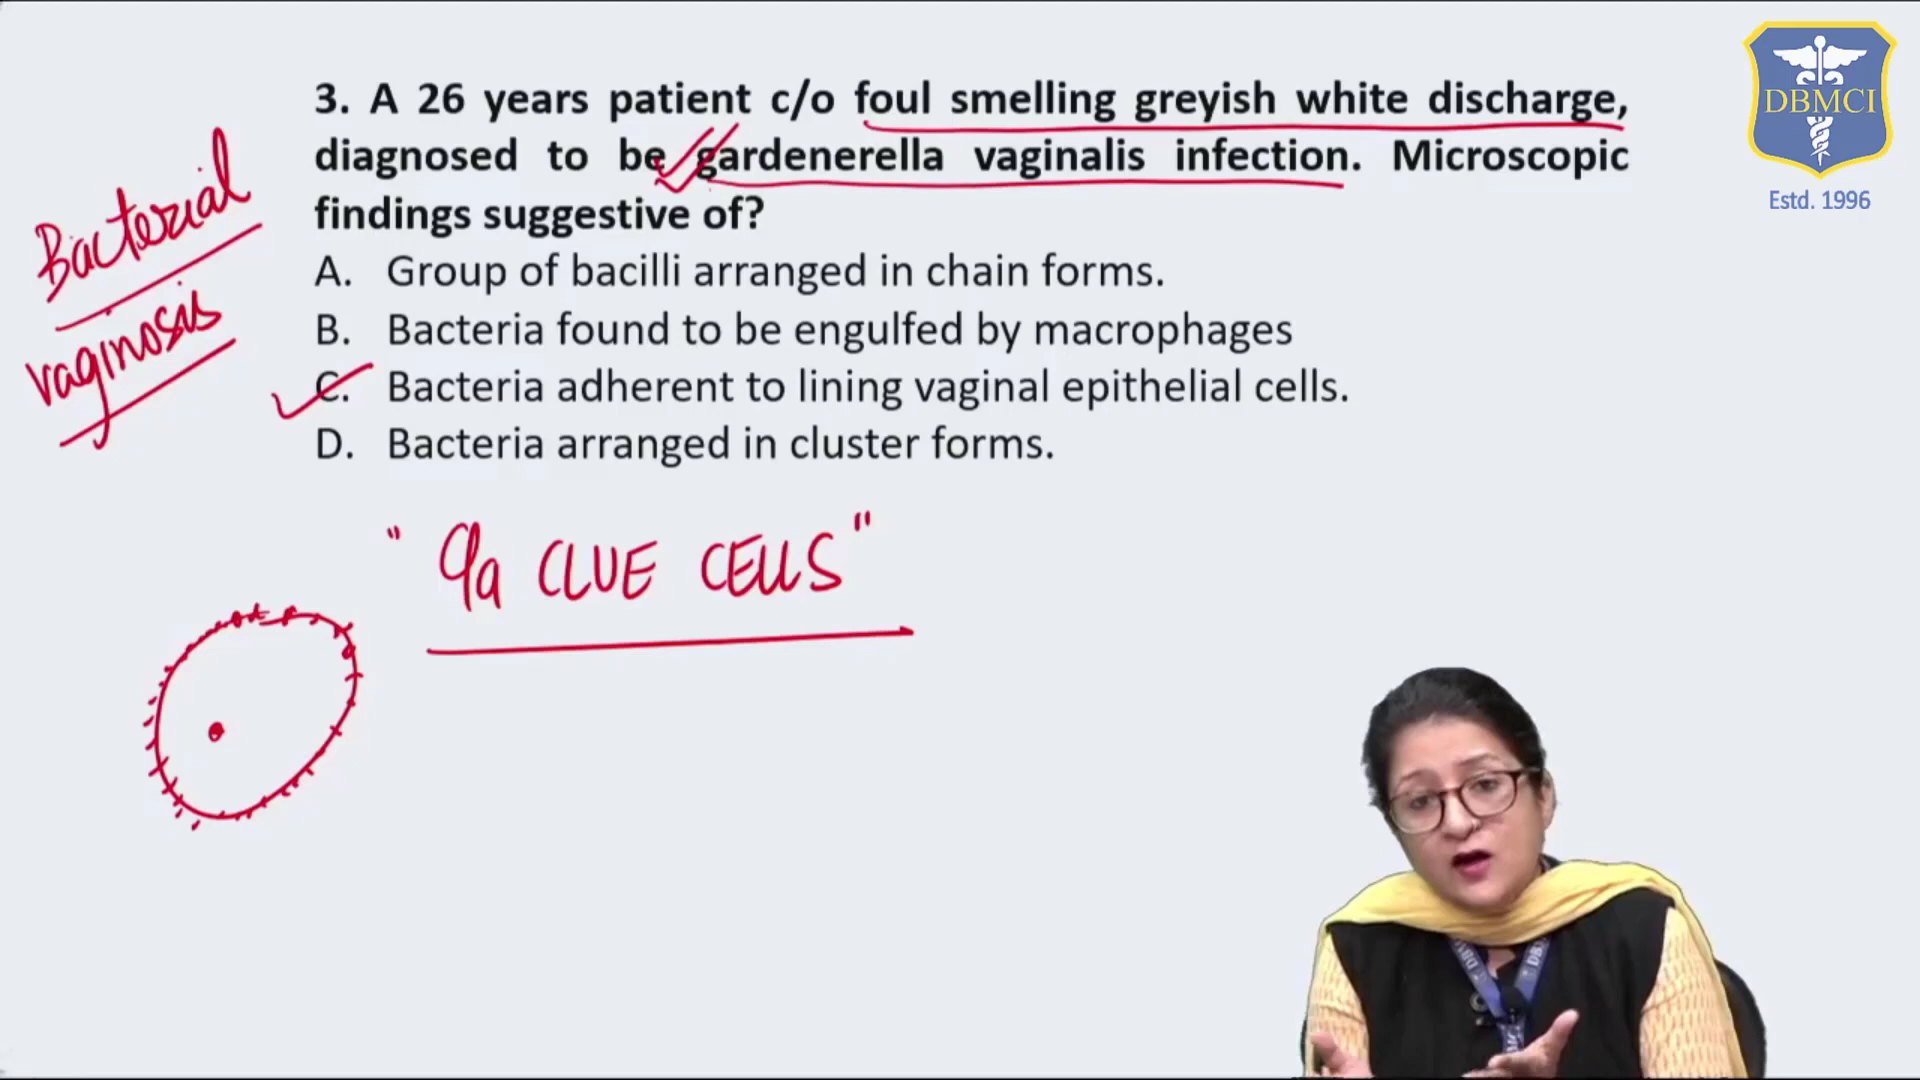 DBMCI
Estd. 1996
3. A 26 years patient c/o foul smelling greyish white discharge,
diagnosed to be gardenerella vaginalis infection. Microscopic
findings suggestive of?
A. Group of bacilli arranged in chain forms.
B. Bacteria found to be engulfed by macrophages
C. Bacteria adherent to lining vaginal epithelial cells.
D. Bacteria arranged in cluster forms.
Bacterial
vaginosis
CLUE CELLS"